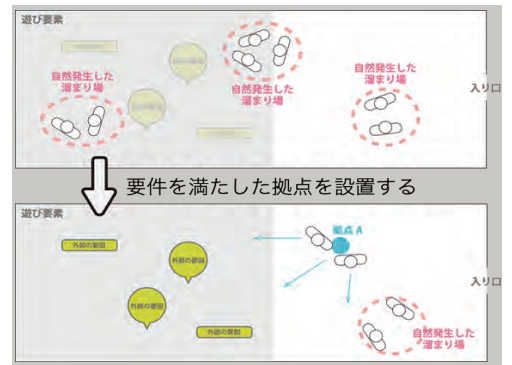 遊び要素
自然発生した
溜まり場
自然発生した
溜まり場
自然発生した
溜まり場
入り口
要件を満たした拠点を設置する
遊び要素
拠点 A
外部の要因
外部の要因
外部の要因
外部の要因
入り口
自然発生した
溜まり場